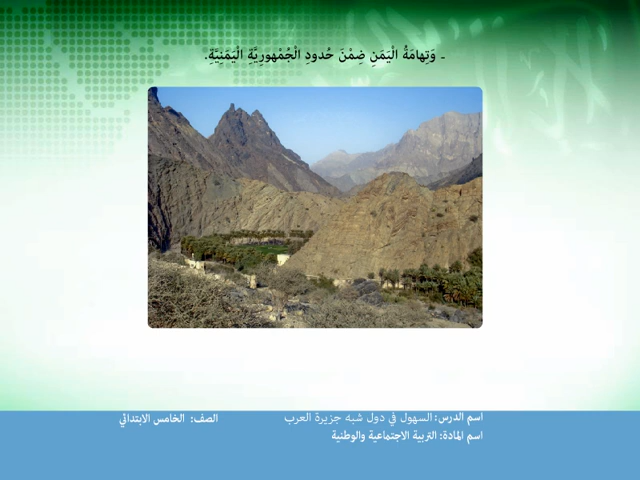 - وَتِهامَةُ الْيَمَنِ ضِمْنَ حُدودِ الْجُمْهورِيَّةِ الْيَمَنِيَّةِ.
اسم الدرس: السهول في دول شبه جزيرة العرب
الصف: الخامس الابتدائي
اسم المادة: التربية الاجتماعية والوطنية